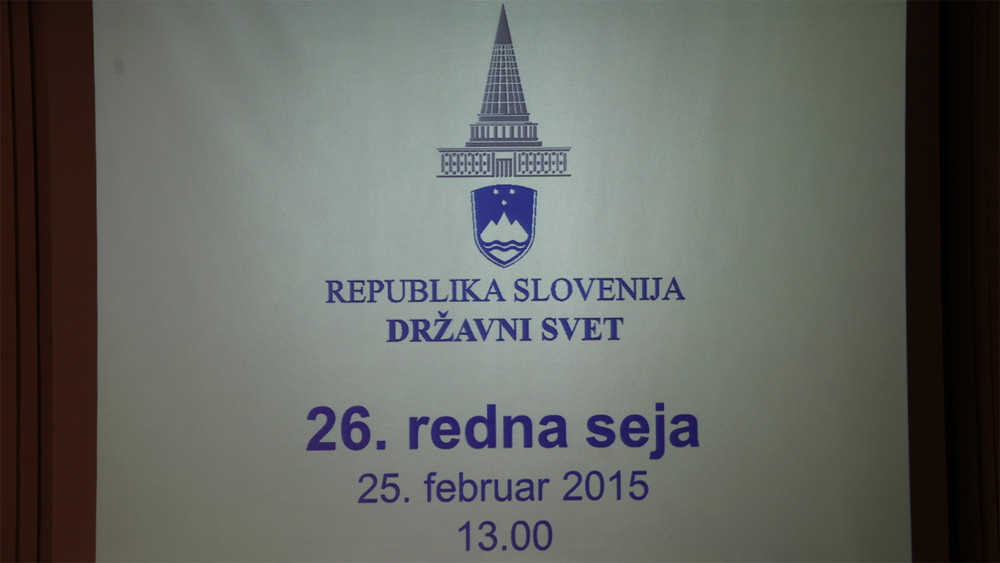 REPUBLIKA SLOVENIJA
DRŽAVNI SVET
26. redna seja
25. februar 2015
13.00